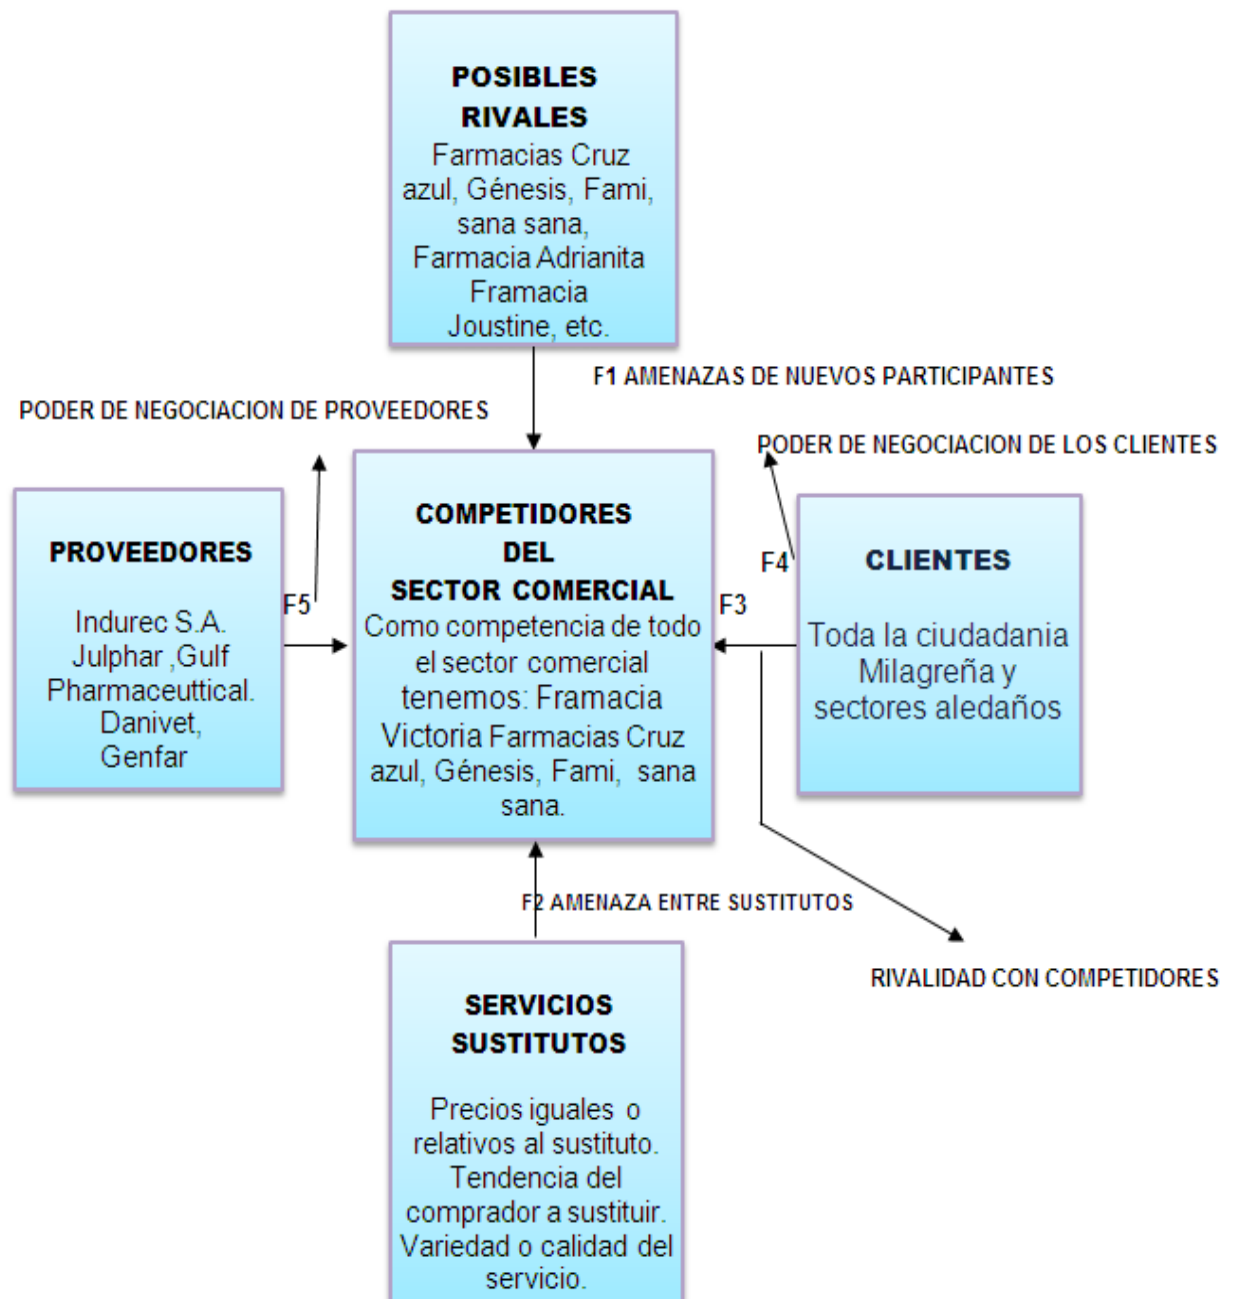 POSIBLES
RIVALES
Farmacias Cruz
azul, Génesis, Fami,
sana sana,
Farmacia Adrianita
Framacia
Joustine, etc.
F1 AMENAZAS DE NUEVOS PARTICIPANTES
PODER DE NEGOCIACION DE PROVEEDORES
PODER DE NEGOCIACION DE LOS CLIENTES
PROVEEDORES
Indurec S.A.
Julphar ,Gulf
Pharmaceuttical.
Danivet,
Genfar
F5
COMPETIDORES
DEL
SECTOR COMERCIAL
Como competencia de todo
el sector comercial
tenemos: Framacia
Victoria Farmacias Cruz
azul, Génesis, Fami, sana
sana.
F3
F4
CLIENTES
Toda la ciudadania
Milagreña y
sectores aledaños
F2 AMENAZA ENTRE SUSTITUTOS
RIVALIDAD CON COMPETIDORES
SERVICIOS
SUSTITUTOS
Precios iguales o
relativos al sustituto.
Tendencia del
comprador a sustituir.
Variedad o calidad del
servicio.